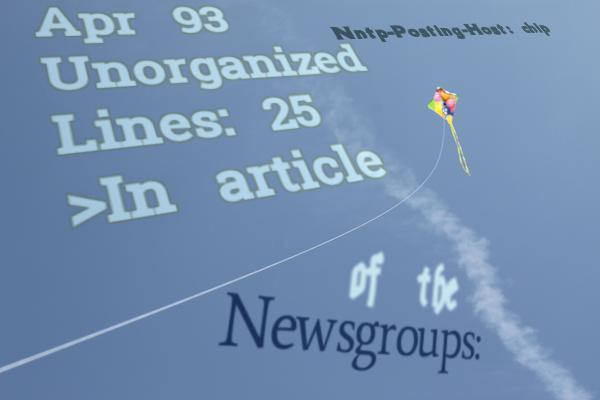 Apr 93
Unorganized
Lines: 25
>In article
Nntp-Posting-Host: chip
of the
Newsgroups: